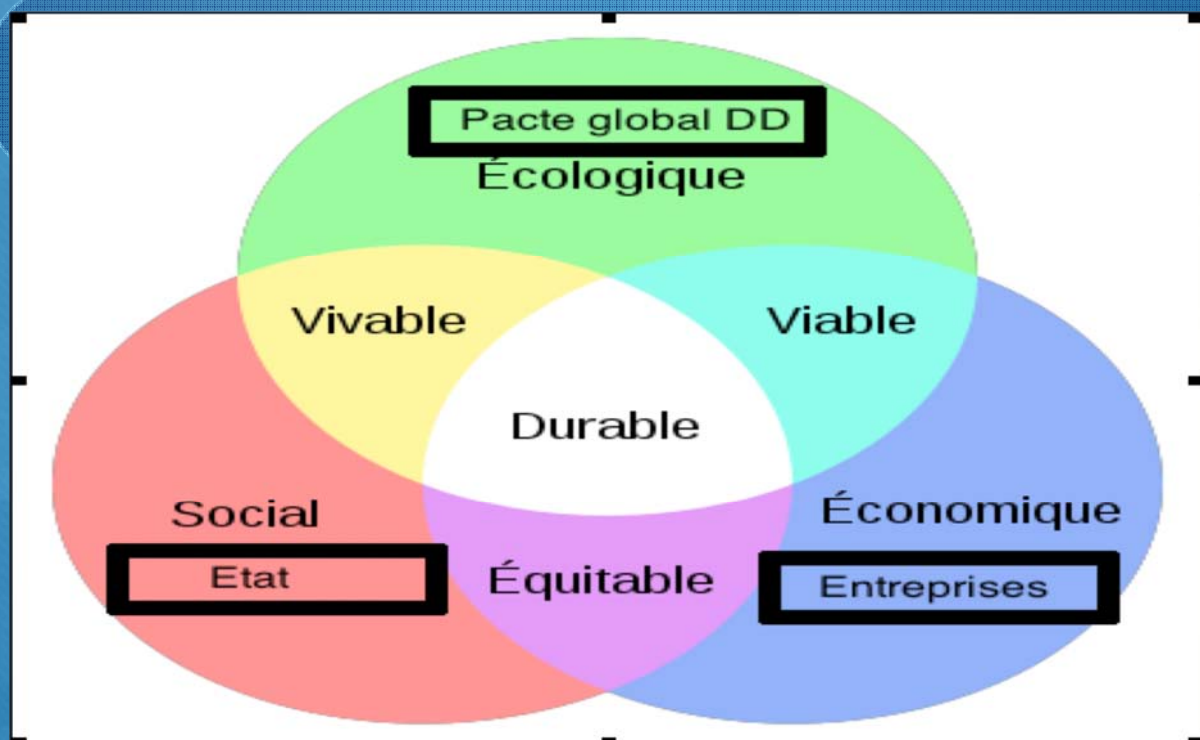 Pacte global DD
Écologique
Vivable
Viable
Durable
Social
Économique
Etat
Équitable
Entreprises